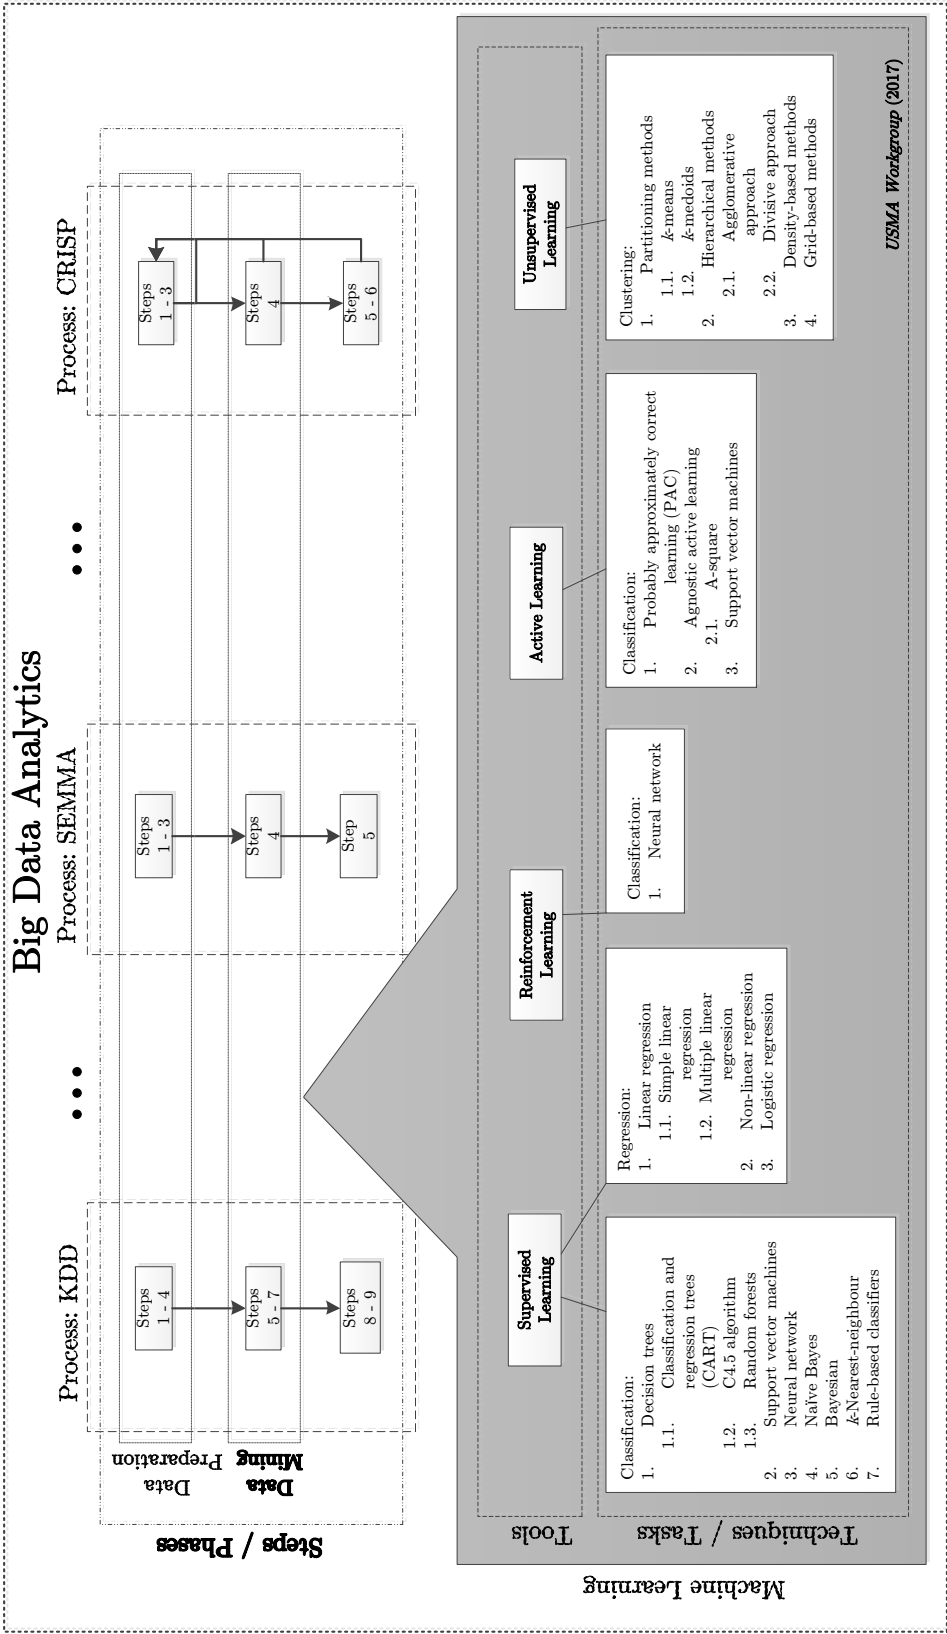 Big Data Analytics
Process: KDD
• • •
Process: SEMMA
• • •
Process: CRISP
Steps / Phases
Data
Preparation
Steps
1 - 4
Steps
1 - 3
Steps
1 - 3
Data
Mining
Steps
5 - 7
Steps
4
Steps
4
Steps
8 - 9
Step
5
Steps
5 - 6
Machine Learning
Tools
Supervised
Learning
Reinforcement
Learning
Active Learning
Unsupervised
Learning
Techniques / Tasks
Classification:
1. Decision trees
1.1. Classification and
regression trees
(CART)
1.2. C4.5 algorithm
1.3. Random forests
2. Support vector machines
3. Neural network
4. Naïve Bayes
5. Bayesian
6. k-Nearest-neighbour
7. Rule-based classifiers
Regression:
1. Linear regression
1.1. Simple linear
regression
1.2. Multiple linear
regression
2. Non-linear regression
3. Logistic regression
Classification:
1. Neural network
Classification:
1. Probably approximately correct
learning (PAC)
2. Agnostic active learning
2.1. A-square
3. Support vector machines
Clustering:
1. Partitioning methods
1.1. k-means
1.2. k-medoids
2. Hierarchical methods
2.1. Agglomerative
approach
2.2. Divisive approach
3. Density-based methods
4. Grid-based methods
USMA Workgroup (2017)